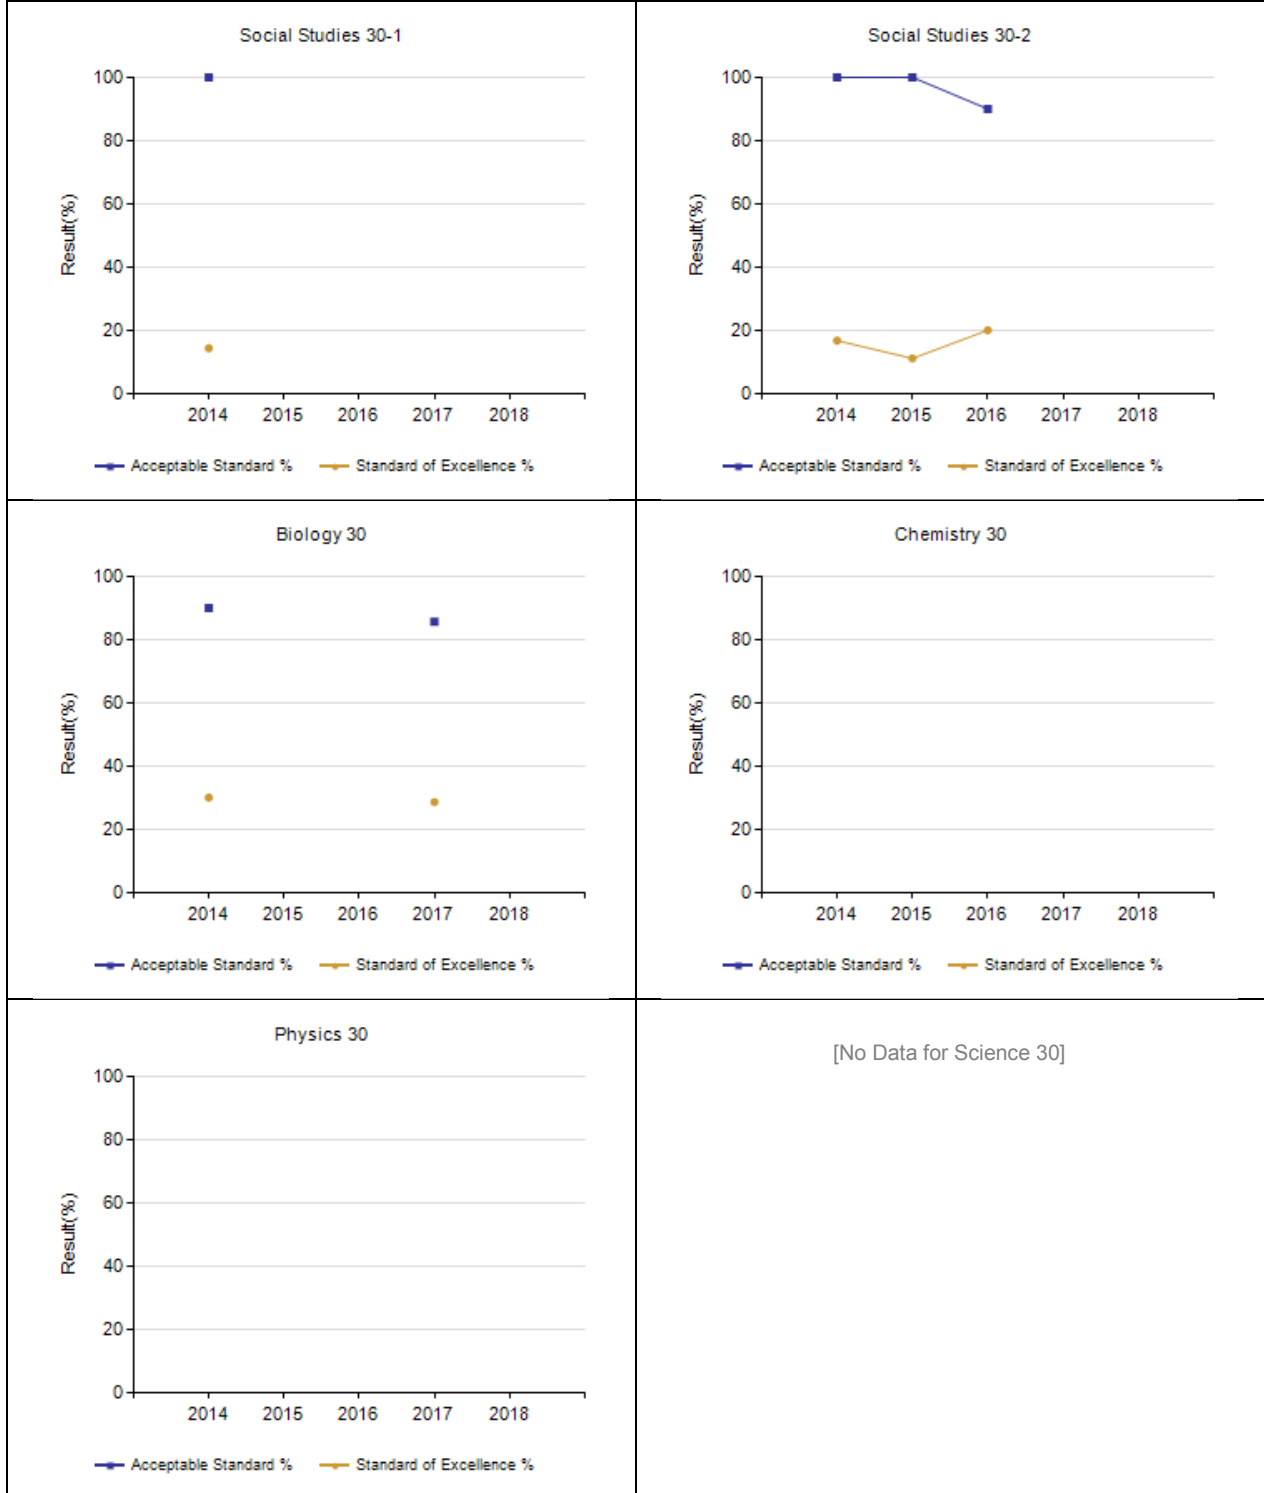 Social Studies 30-1
100
80
60
40
20
0
Result(%)
2014 2015 2016 2017 2018
Acceptable Standard % Standard of Excellence %
Social Studies 30-2
100
80
60
40
20
0
Result(%)
2014 2015 2016 2017 2018
Acceptable Standard % Standard of Excellence %
Biology 30
100
80
60
40
20
0
Result(%)
2014 2015 2016 2017 2018
Acceptable Standard % Standard of Excellence %
Chemistry 30
100
80
60
40
20
0
Result(%)
2014 2015 2016 2017 2018
Acceptable Standard % Standard of Excellence %
Physics 30
100
80
60
40
20
0
Result(%)
2014 2015 2016 2017 2018
Acceptable Standard % Standard of Excellence %
[No Data for Science 30]